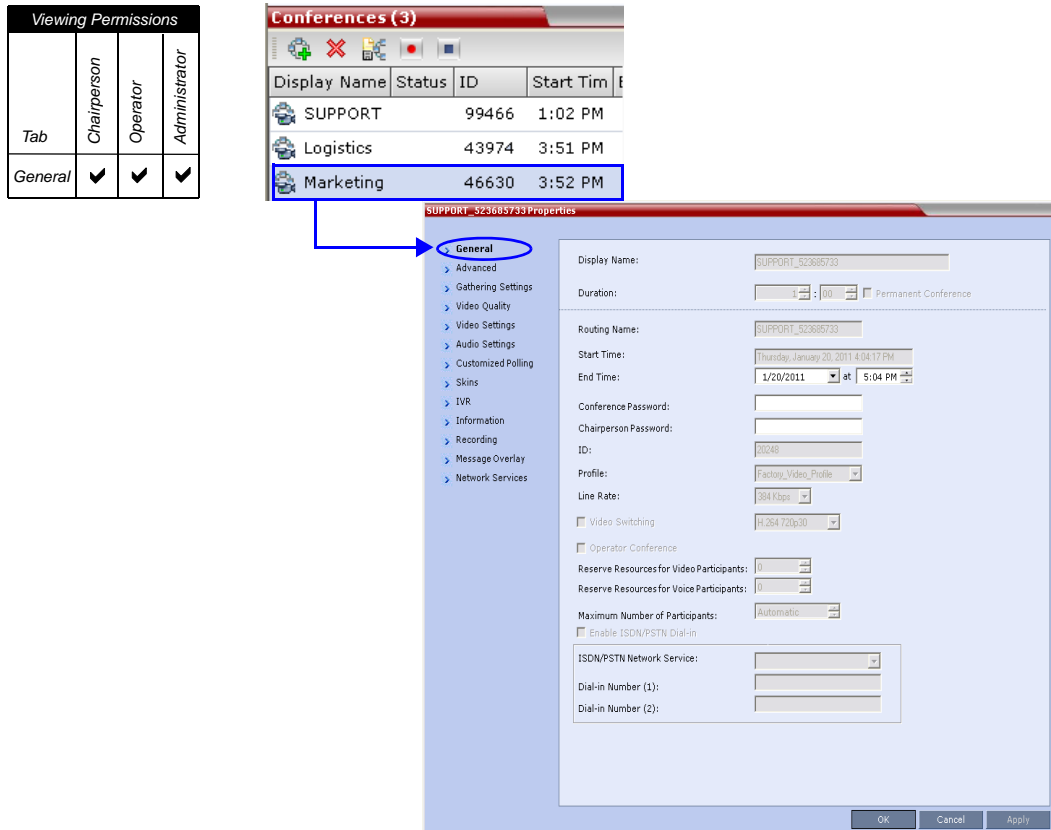 Viewing Permissions
Tab Chairperson Operator Administrator
General
Conferences (3)
Display Name Status ID Start Tim
SUPPORT 99466 1:02 PM
Logistics 43974 3:51 PM
Marketing 46630 3:52 PM
SUPPORT_523685733 Properties
General
Advanced
Gathering Settings
Video Quality
Video Settings
Audio Settings
Customized Polling
Skins
IVR
Information
Recording
Message Overlay
Network Services
Display Name: SUPPORT_523685733
Duration: 1 : 00 Permanent Conference
Routing Name: SUPPORT_523685733
Start Time: Thursday, January 20, 2011 4:04:17 PM
End Time: 1/20/2011 at 5:04 PM
Conference Password:
Chairperson Password:
ID: 20248
Profile: Factory_Video_Profile
Line Rate: 384 Kbps
Video Switching H.264 720p30
Operator Conference
Reserve Resources for Video Participants: 0
Reserve Resources for Voice Participants: 0
Maximum Number of Participants: Automatic
Enable ISDN/PSTN Dial-in
ISDN/PSTN Network Service:
Dial-in Number (1):
Dial-in Number (2):
OK Cancel Apply